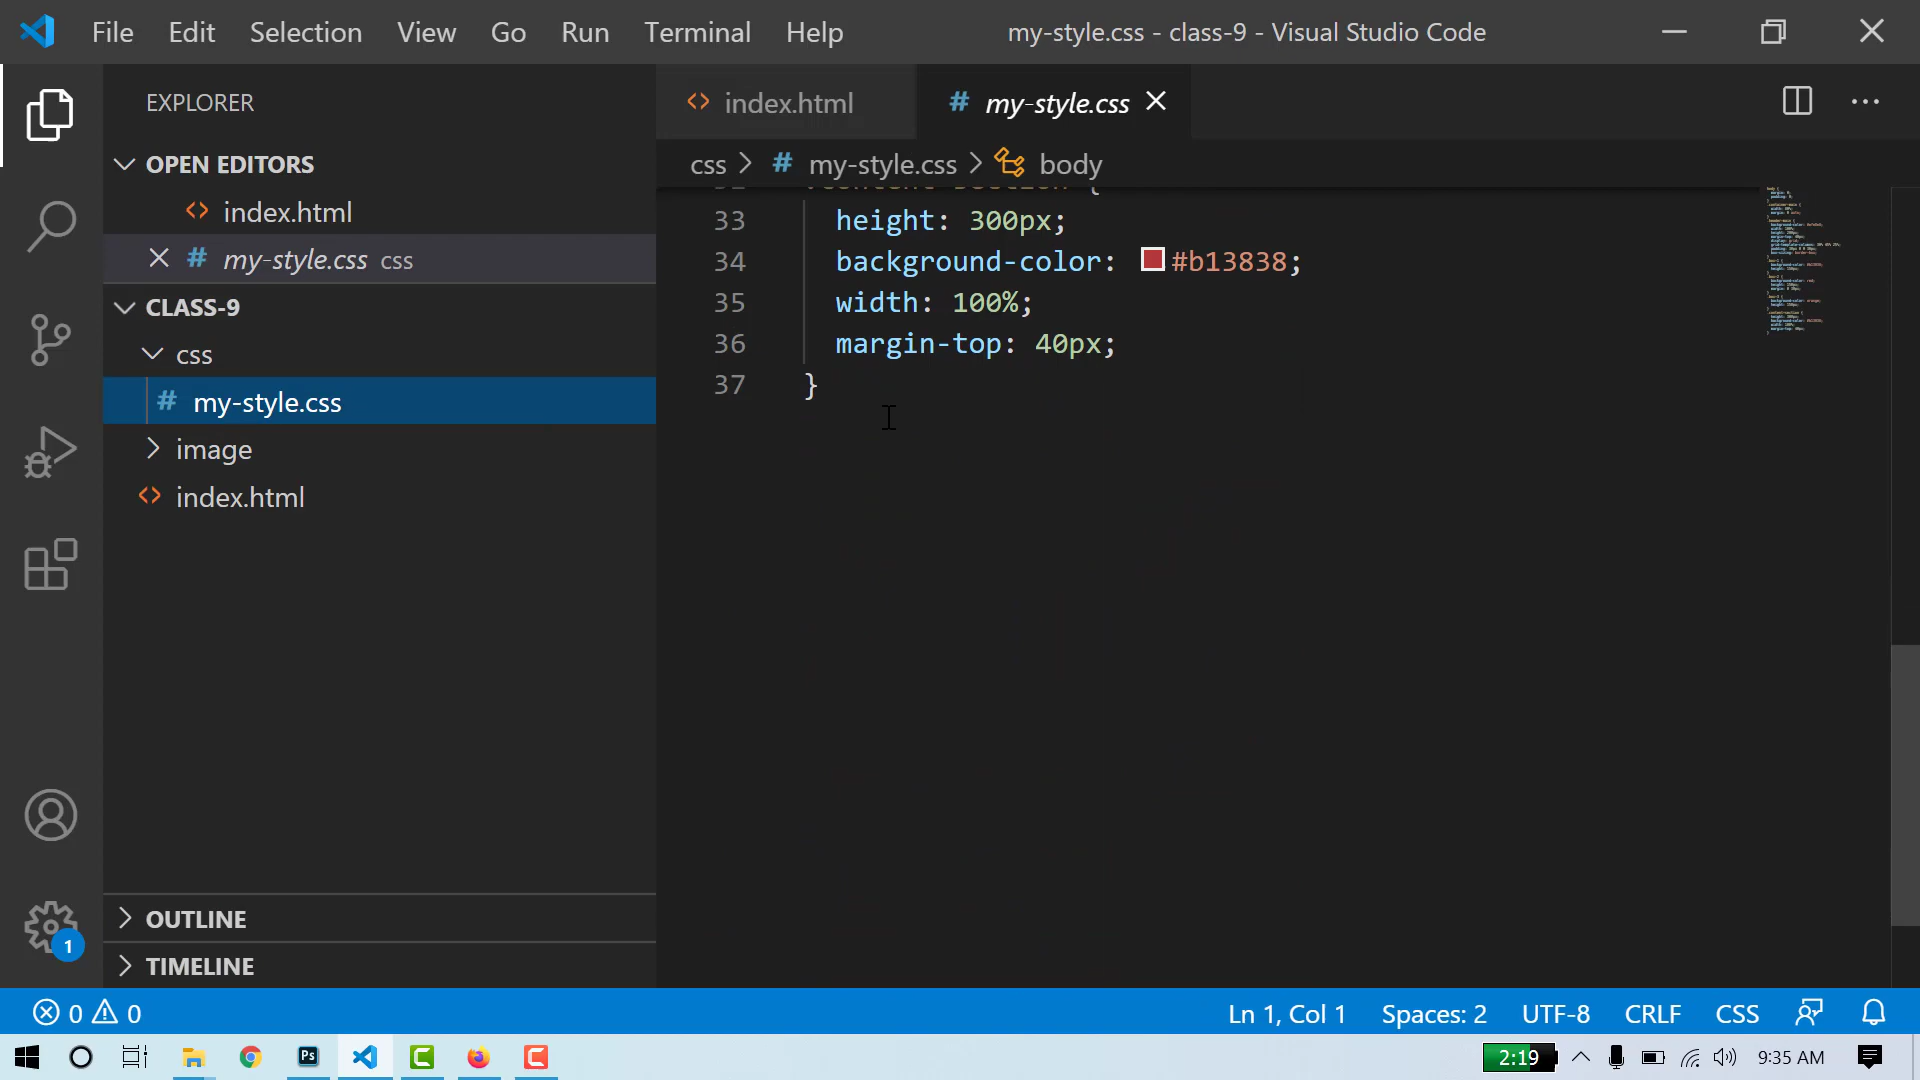 File Edit Selection View Go Run Terminal Help my-style.css - class-9 - Visual Studio Code
EXPLORER
OPEN EDITORS
index.html
my-style.css css
CLASS-9
css
my-style.css
image
index.html
OUTLINE
TIMELINE
index.html # my-style.css
css > # my-style.css > body
33 height: 300px;
34 background-color: #b13838;
35 width: 100%;
36 margin-top: 40px;
37 }
1
0 0 Ln 1, Col 1 Spaces: 2 UTF-8 CRLF CSS
Ps 2:19 9:35 AM